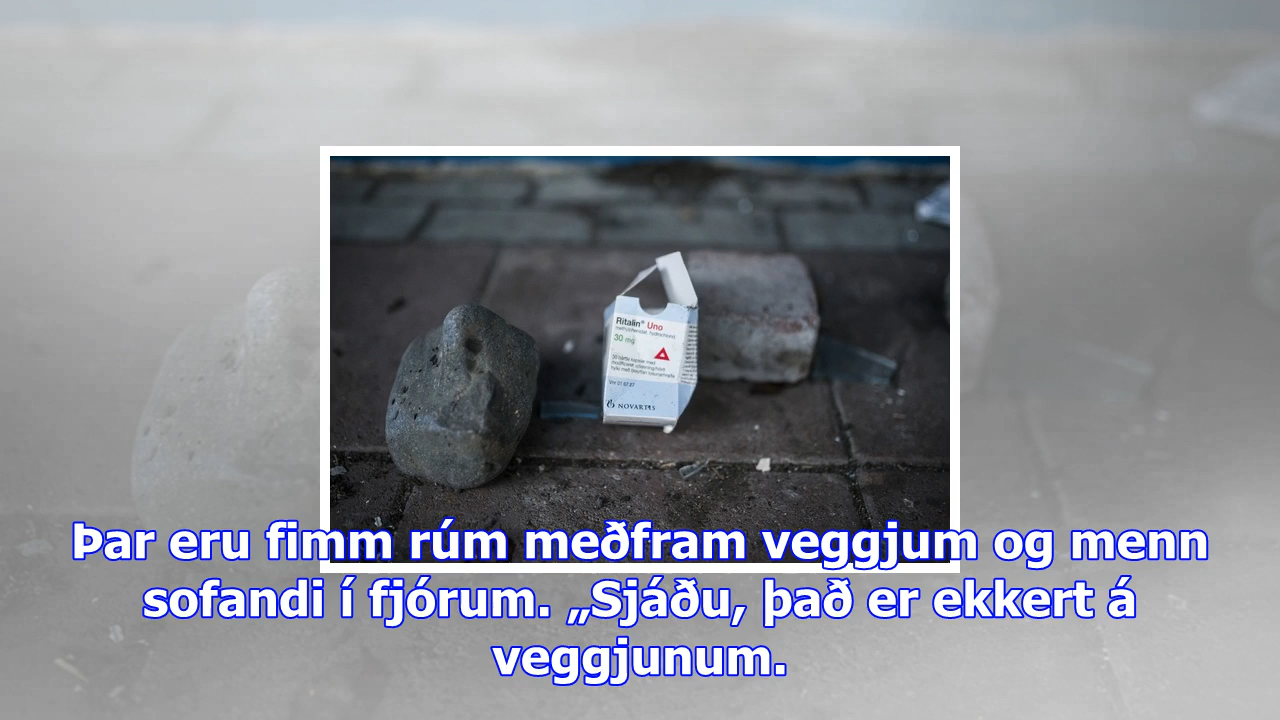 Ritalin® Uno
30 mg
NOVARTIS
Þar eru fimm rúm meðfram veggjum og menn
sofandi í fjórum. „Sjáðu, það er ekkert á
veggjunum.